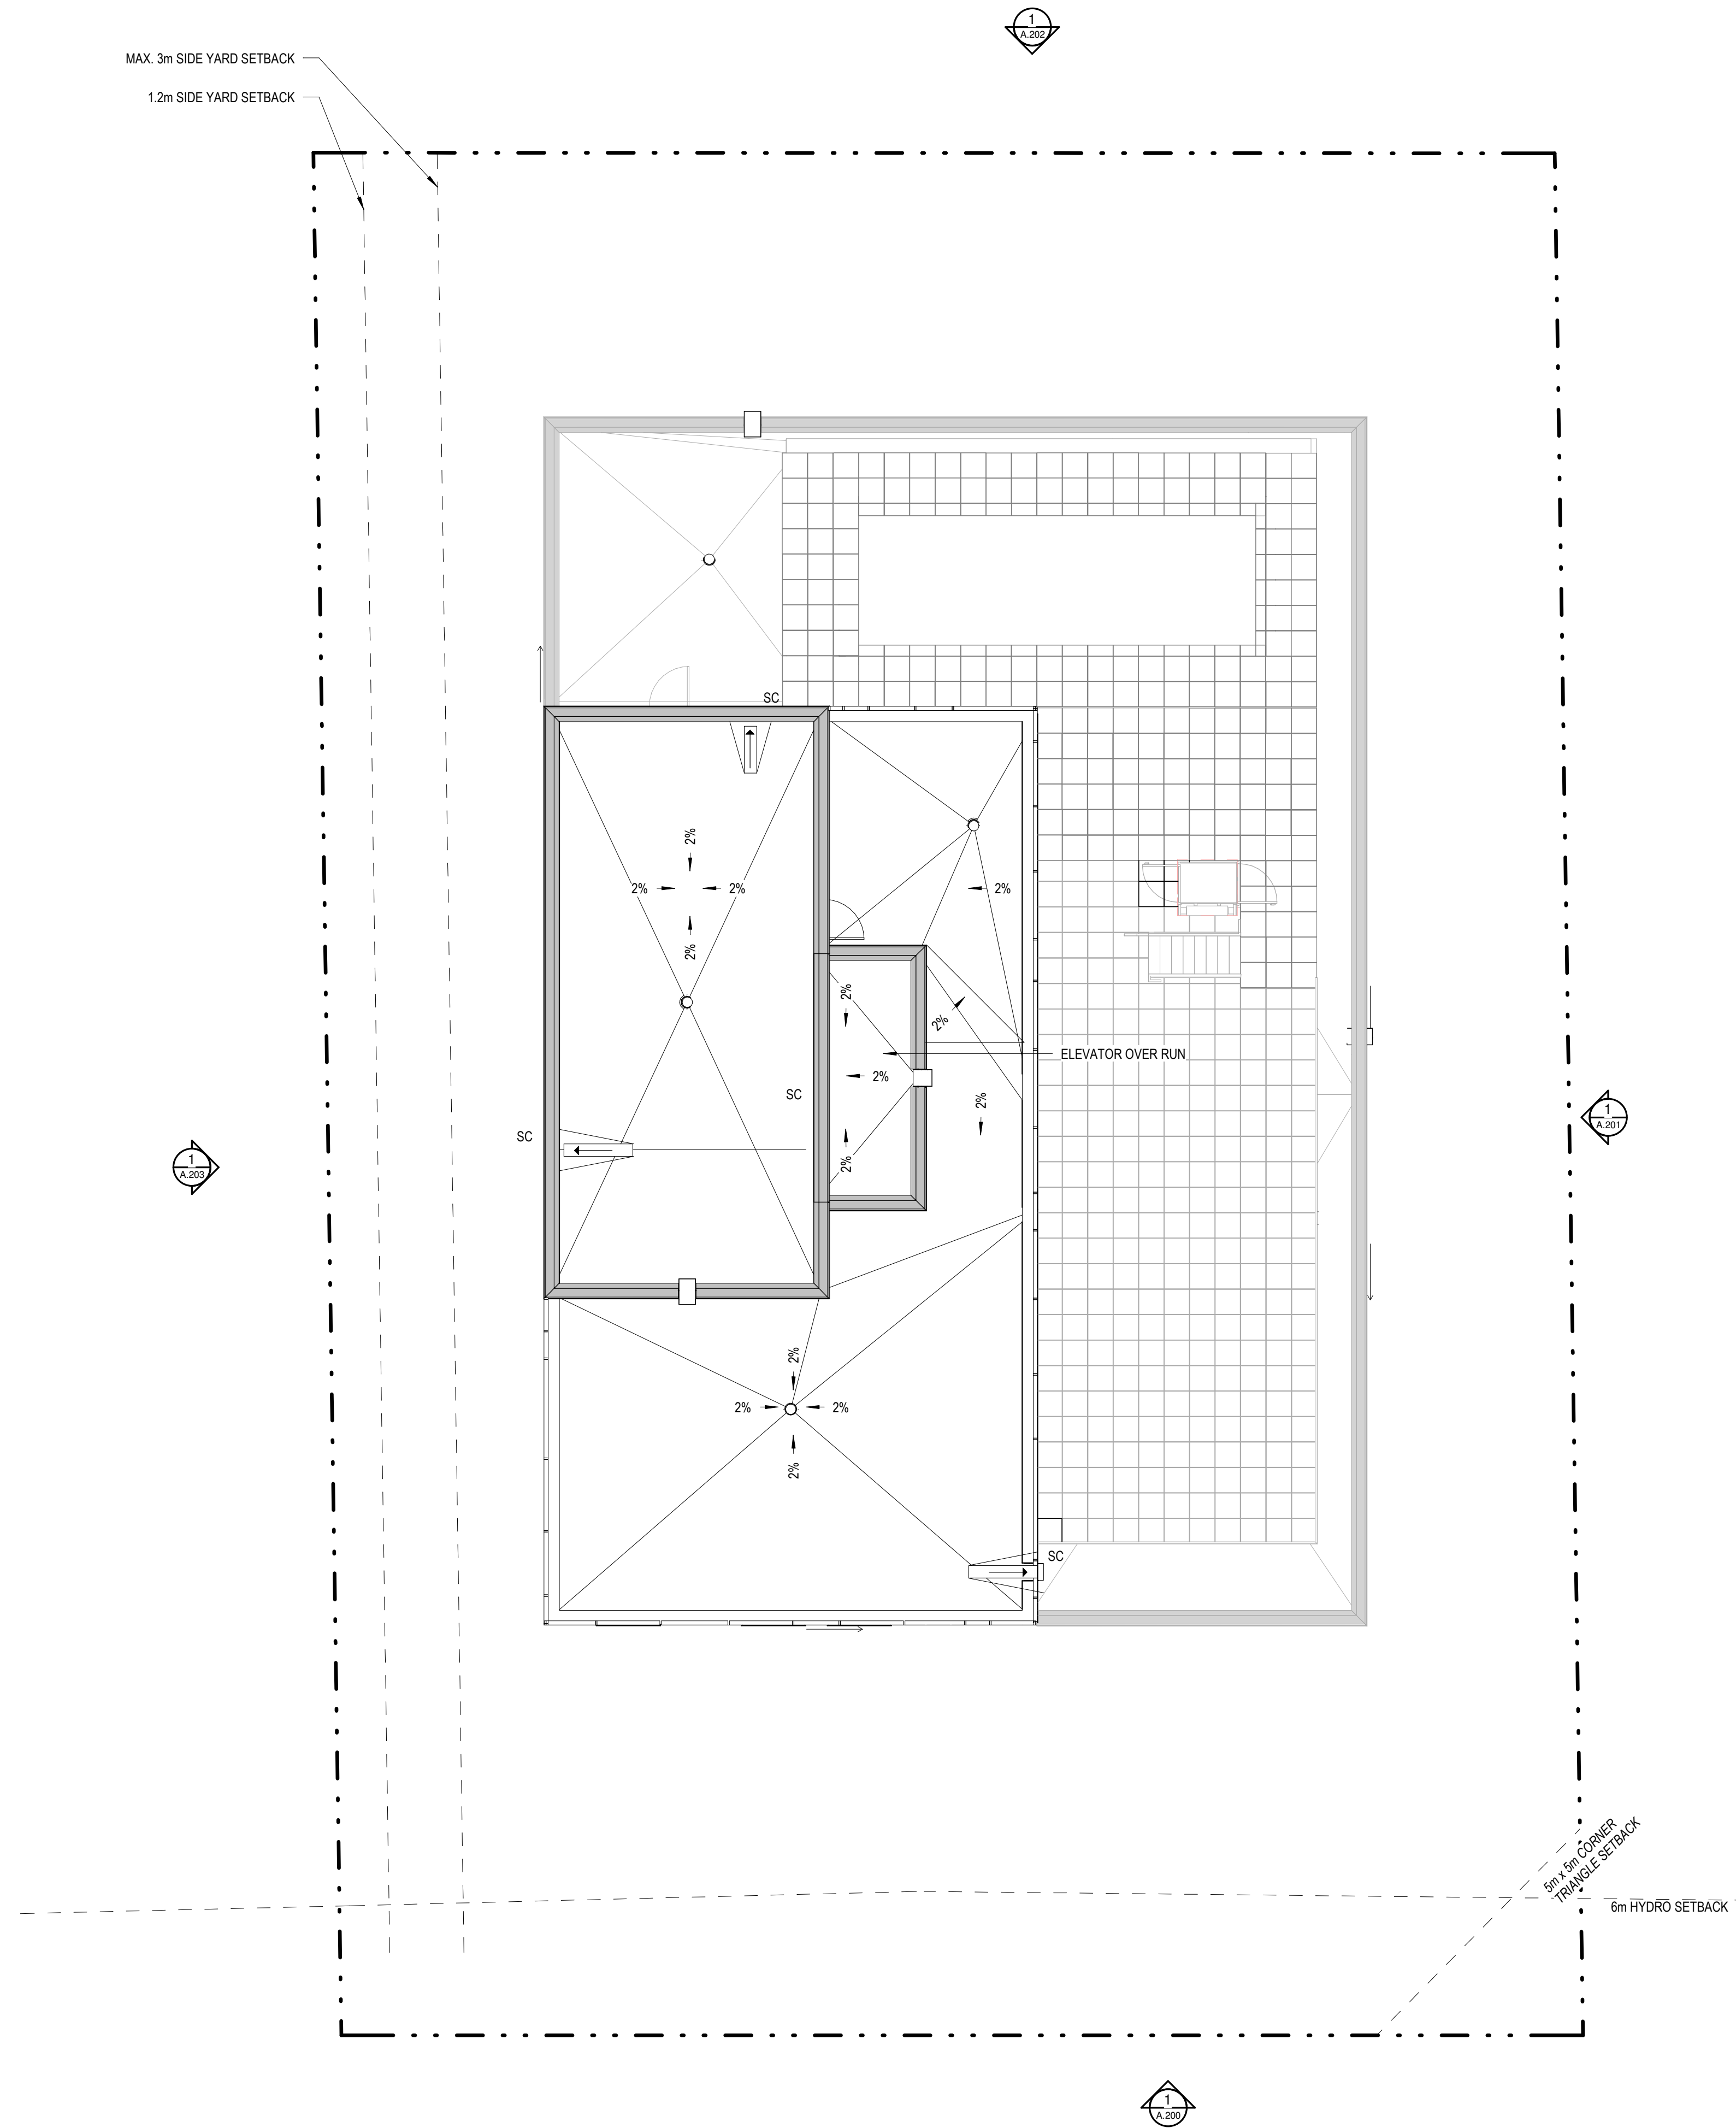 1
A.202
MAX. 3m SIDE YARD SETBACK
1.2m SIDE YARD SETBACK
SC
2%
2%
2%
2%
2%
2%
2%
ELEVATOR OVER RUN
2%
2%
SC
2%
1
A.201
SC
1
A.203
2%
2%
2%
2%
2%
SC
5m x 5m CORNER
TRIANGLE SETBACK
6m HYDRO SETBACK
1
A.200